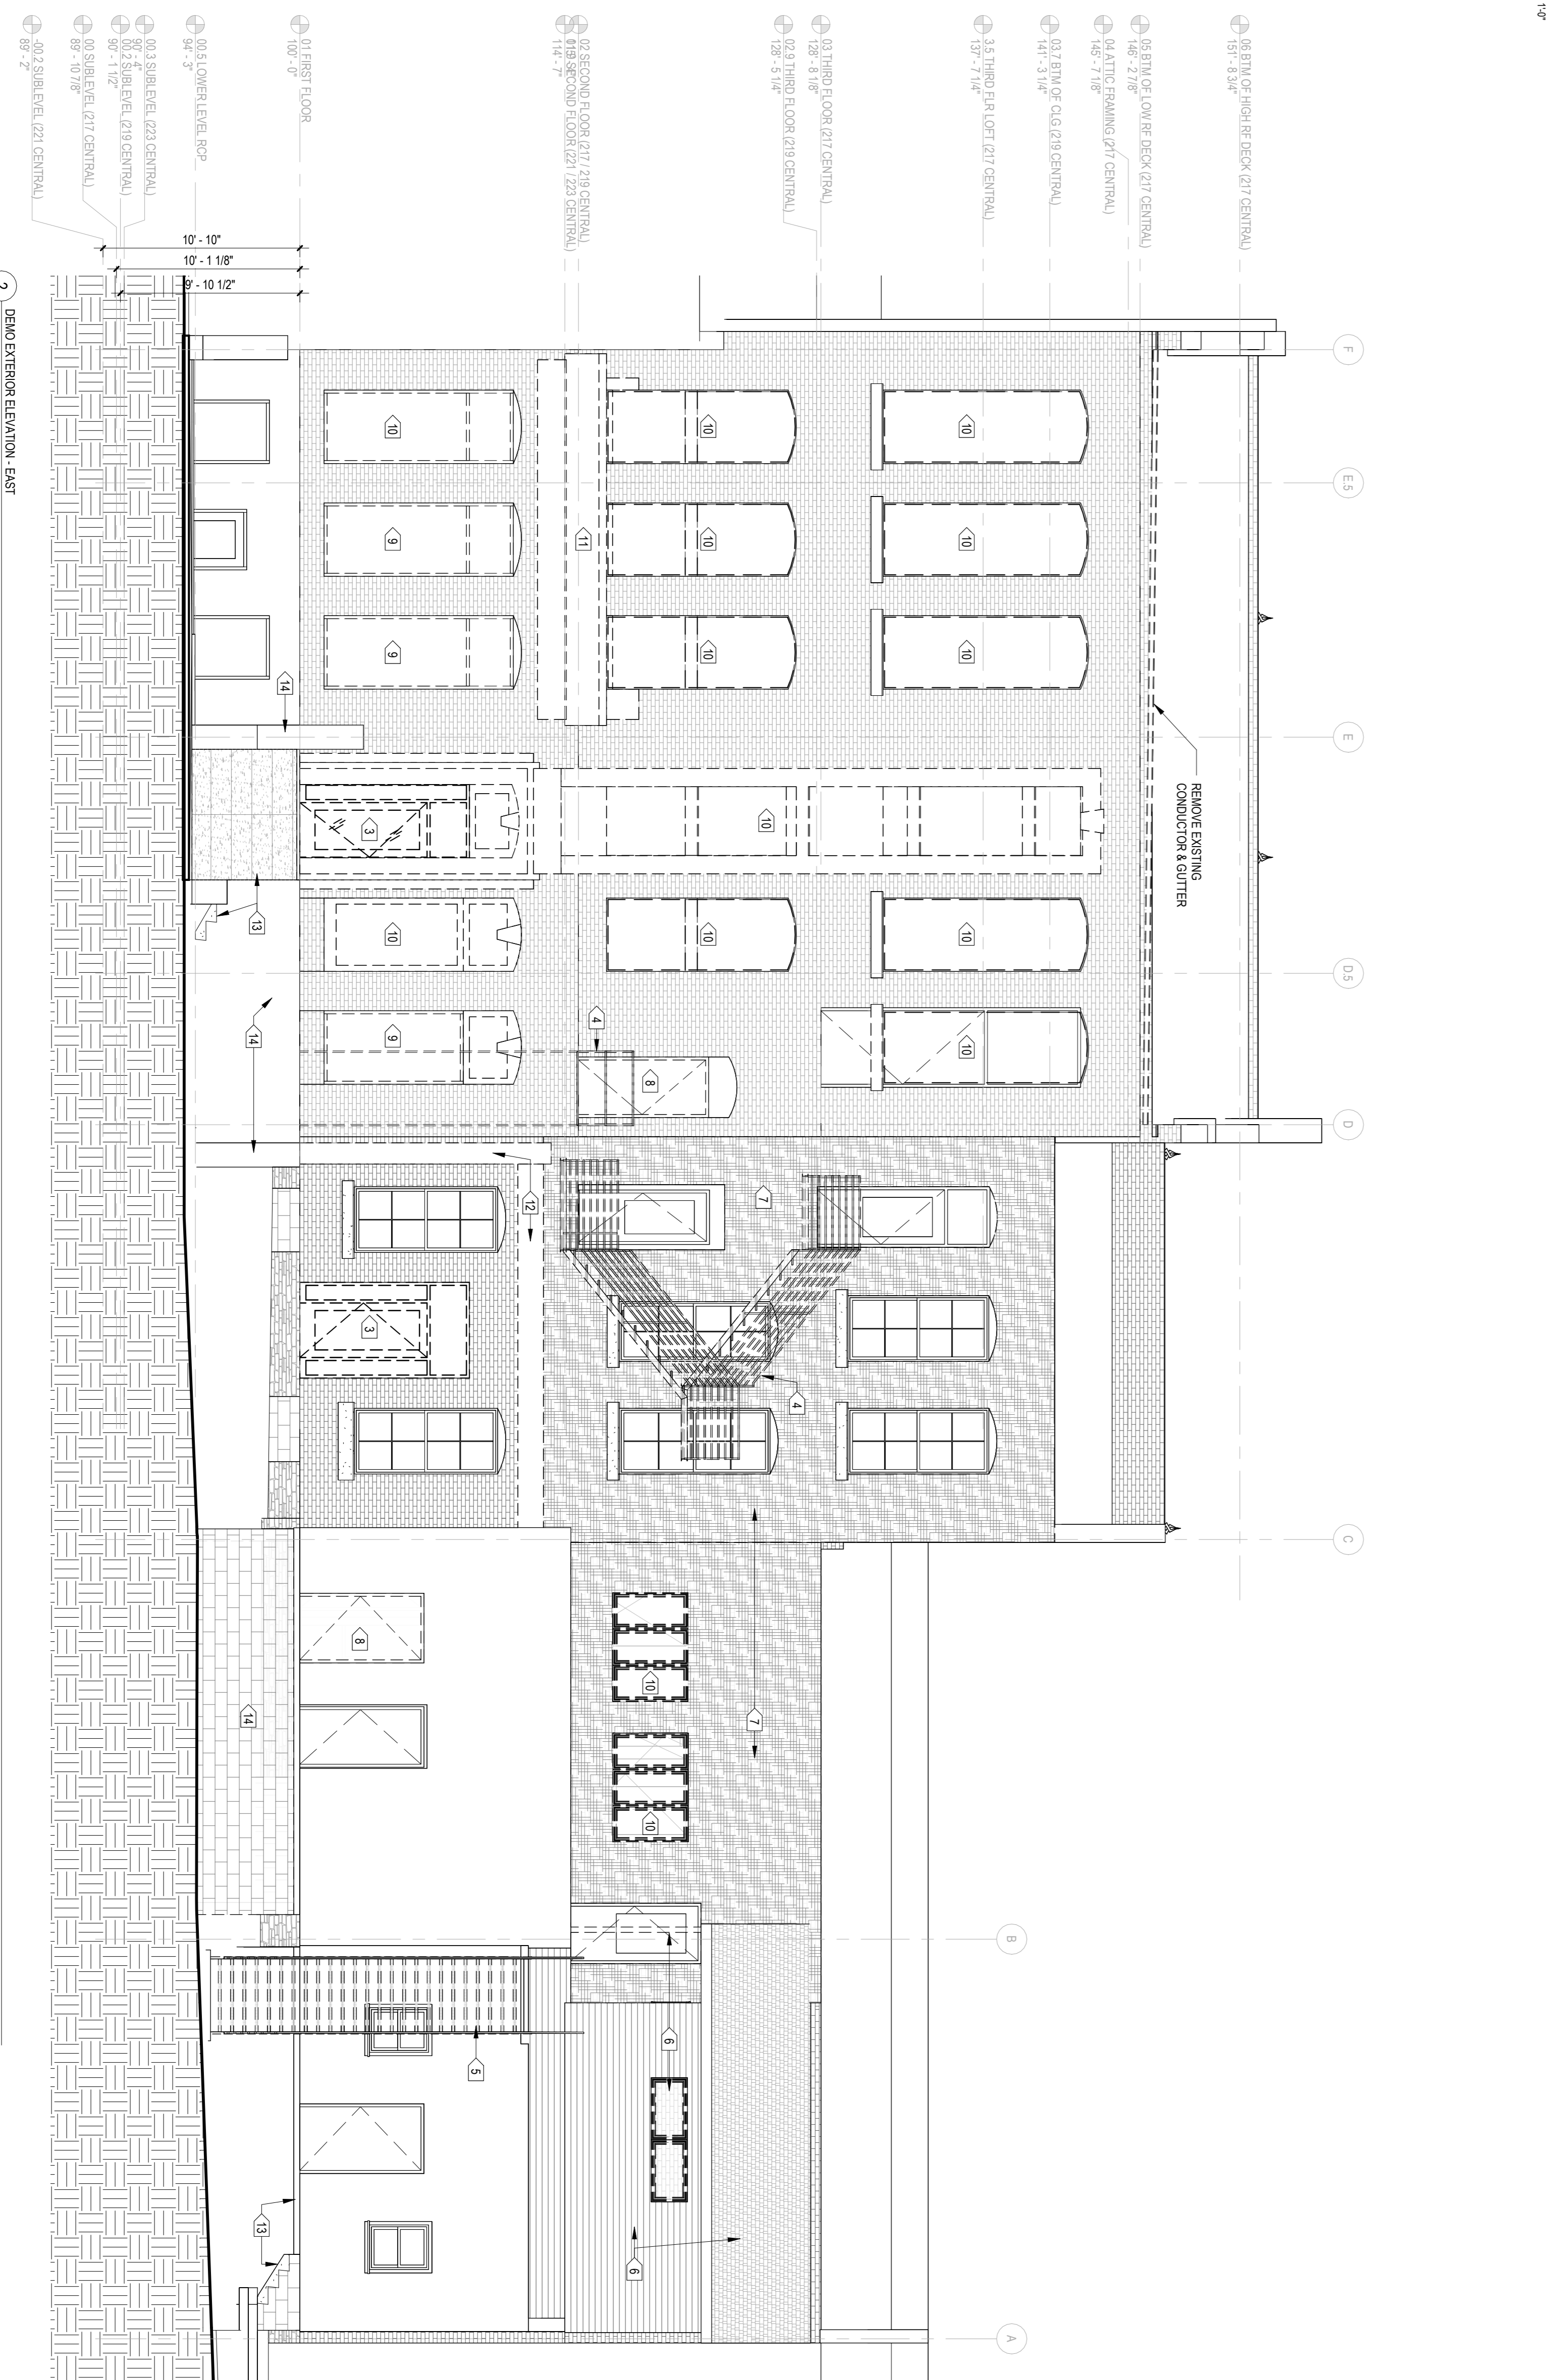 1'-0"
06 BTM OF HIGH RF DECK (217 CENTRAL)
151' - 8 3/4"
05 BTM OF LOW RF DECK (217 CENTRAL)
146' - 2 7/8"
04 ATTIC FRAMING (217 CENTRAL)
145' - 7 1/8"
03.7 BTM OF CLG (219 CENTRAL)
141' - 3 1/4"
3.5 THIRD FLR LOFT (217 CENTRAL)
137' - 7 1/4"
03 THIRD FLOOR (217 CENTRAL)
128' - 8 1/8"
02.9 THIRD FLOOR (219 CENTRAL)
128' - 5 1/4"
02 SECOND FLOOR (217 / 219 CENTRAL)
SECOND FLOOR (221 / 223 CENTRAL)
114' - 7"
01 FIRST FLOOR
100' - 0"
00.5 LOWER LEVEL RCP
94' - 3"
00.3 SUBLEVEL (223 CENTRAL)
90' - 4"
00.2 SUBLEVEL (219 CENTRAL)
90' - 1 1/2"
00 SUBLEVEL (217 CENTRAL)
89' - 10 7/8"
-00.2 SUBLEVEL (221 CENTRAL)
89' - 2"
10' - 10"
10' - 1 1/8"
9' - 10 1/2"
F
E.5
E
D.5
D
C
B
A
REMOVE EXISTING
CONDUCTOR & GUTTER
10
10
10
10
10
10
10
10
10
11
10
9
9
10
10
3
10
9
4
8
14
13
14
7
12
3
4
7
10
10
8
14
6
6
5
6
13
2
DEMO EXTERIOR ELEVATION - EAST